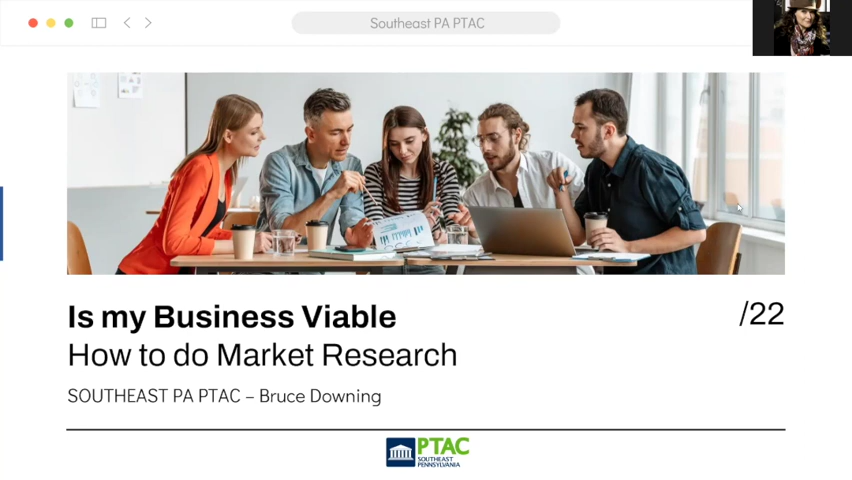 Southeast PA PTAC
Is my Business Viable
/22
How to do Market Research
SOUTHEAST PA PTAC – Bruce Downing
PTAC
SOUTHEAST
PENNSYLVANIA